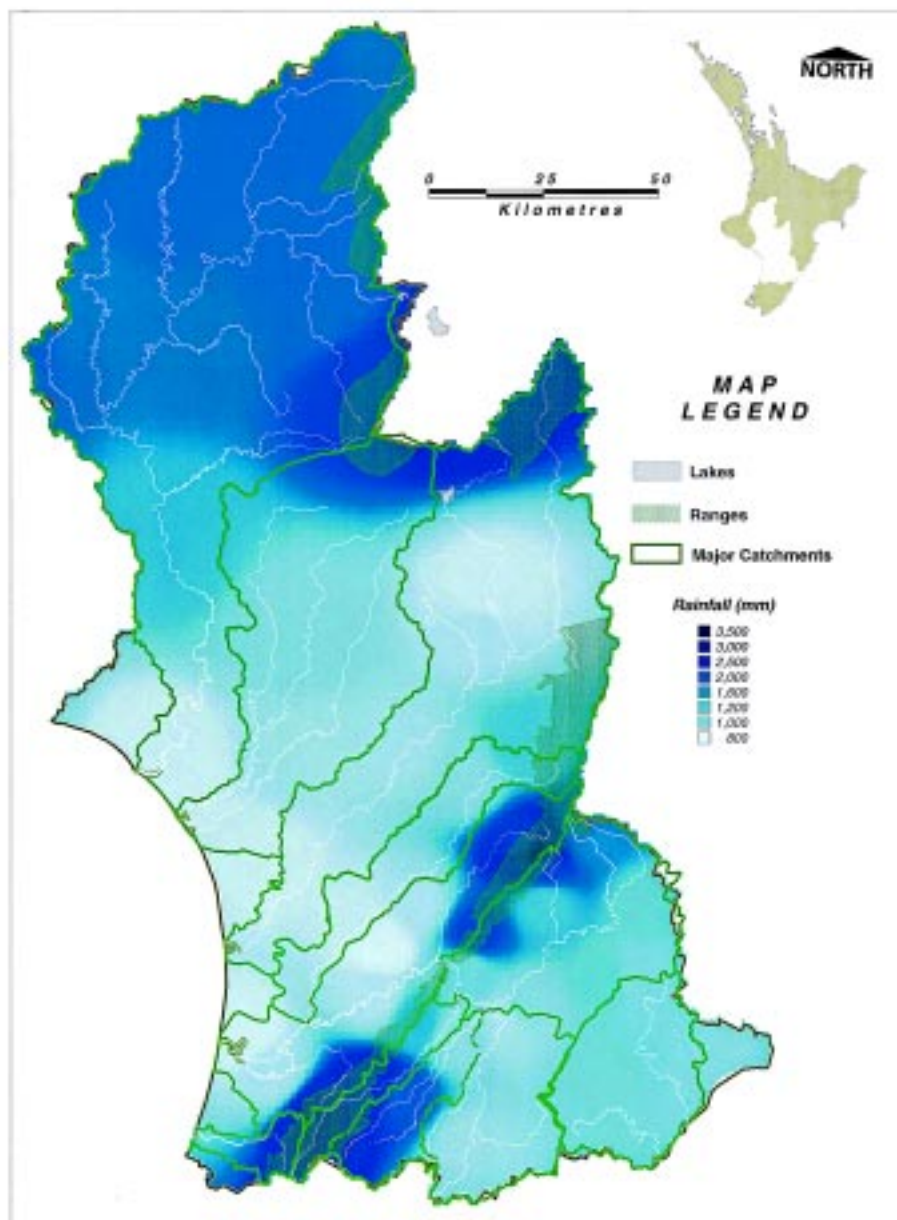 NORTH
0 25 50
Kilometres
MAP
LEGEND
Lakes
Ranges
Major Catchments
Rainfall (mm)
3,500
3,000
2,500
2,000
1,600
1,200
1,000
800